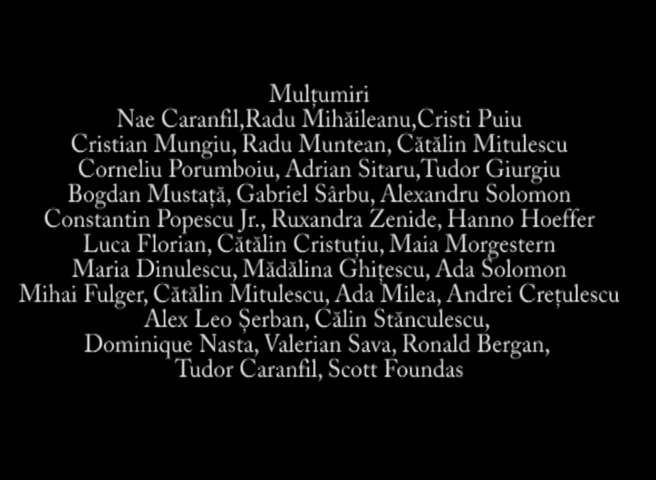 Mulțumiri
Nae Caranfil,Radu Mihăileanu,Cristi Puiu
Cristian Mungiu, Radu Muntean, Cătălin Mitulescu
Corneliu Porumboiu, Adrian Sitaru,Tudor Giurgiu
Bogdan Mustață, Gabriel Sârbu, Alexandru Solomon
Constantin Popescu Jr., Ruxandra Zenide, Hanno Hoeffer
Luca Florian, Cătălin Cristuțiu, Maia Morgestern
Maria Dinulescu, Mădălina Ghițescu, Ada Solomon
Mihai Fulger, Cătălin Mitulescu, Ada Milea, Andrei Crețulescu
Alex Leo Șerban, Călin Stănculescu,
Dominique Nasta, Valerian Sava, Ronald Bergan,
Tudor Caranfil, Scott Foundas